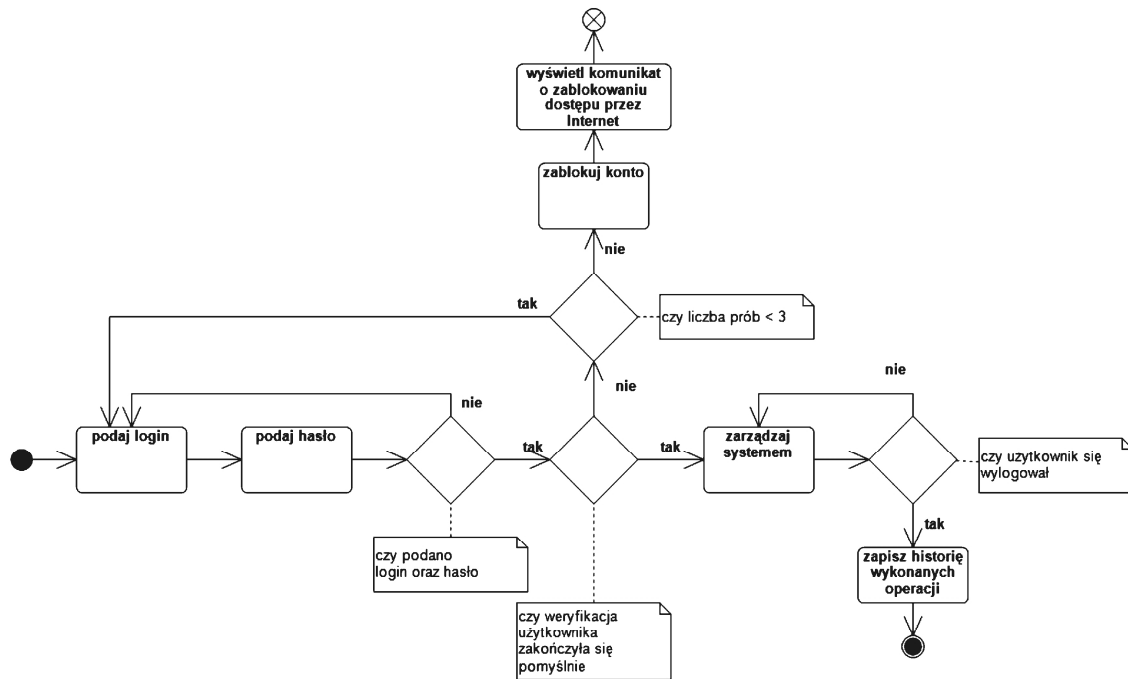 wyświetl komunikat
o zablokowaniu
dostępu przez
Internet
zablokuj konto
nie
tak
czy liczba prób < 3
nie
nie
podaj login
podaj hasło
tak
tak
zarządzaj
systemem
nie
czy uzytkownik się
wylogował
tak
czy podano
login oraz hasło
zapisz historię
wykonanych
operacji
czy weryfikacja
użytkownika
zakończyła się
pomyślnie